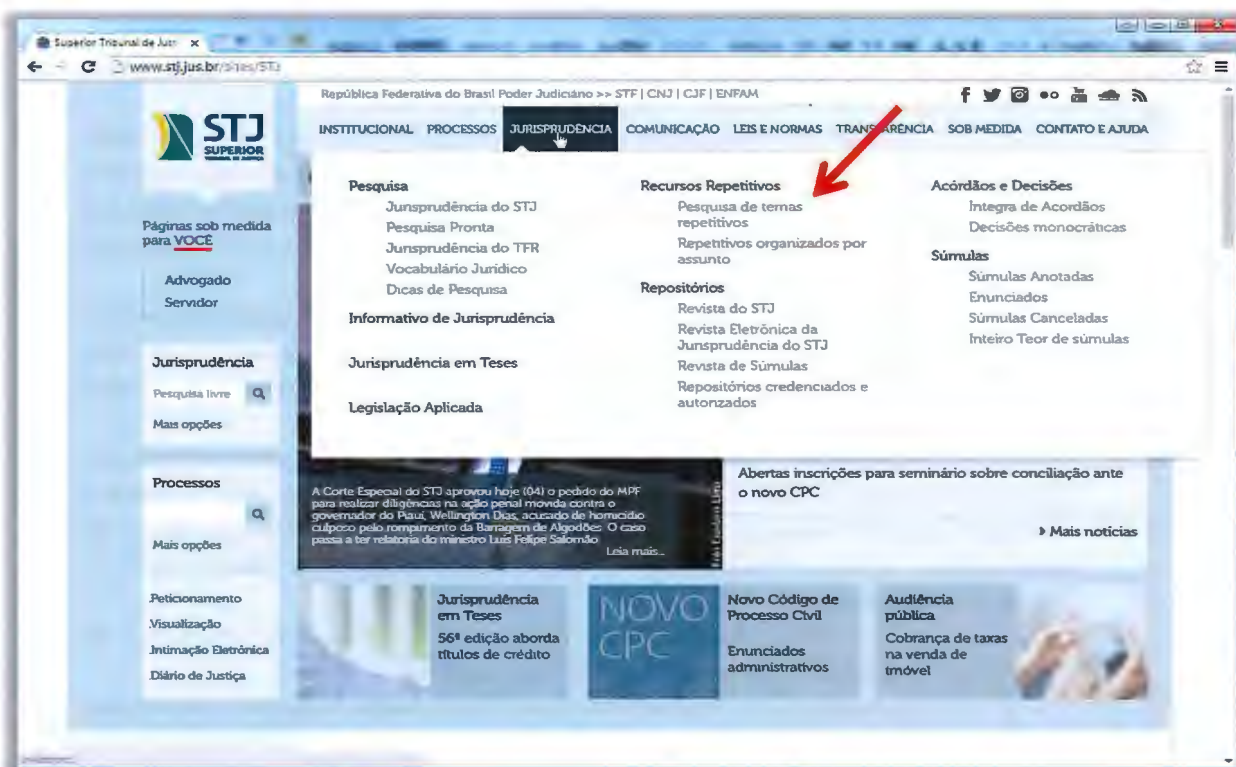 Superior Tribunal de Just
www.stj.jus.br/sites/STJ
República Federativa do Brasil Poder Judiciário >> STF | CNJ | CJF | ENFAM
STJ
SUPERIOR
TRIBUNAL DE JUSTIÇA
INSTITUCIONAL PROCESSOS JURISPRUDÊNCIA COMUNICAÇÃO LEIS E NORMAS TRANSPARÊNCIA SOB MEDIDA CONTATO E AJUDA
Páginas sob medida
para VOCÊ
Advogado
Servidor
Jurisprudência
Pesquisa livre
Mais opções
Processos
Mais opções
Peticionamento
Visualização
Intimação Eletrônica
Diário de Justiça
Pesquisa
Jurisprudência do STJ
Pesquisa Pronta
Jurisprudência do TFR
Vocabulário Jurídico
Dicas de Pesquisa
Informativo de Jurisprudência
Jurisprudência em Teses
Legislação Aplicada
Recursos Repetitivos
Pesquisa de temas
repetitivos
Repetitivos organizados por
assunto
Repositórios
Revista do STJ
Revista Eletrônica da
Jurisprudência do STJ
Revista de Súmulas
Repositórios credenciados e
autorizados
Acórdãos e Decisões
Íntegra de Acórdãos
Decisões monocráticas
Súmulas
Súmulas Anotadas
Enunciados
Súmulas Canceladas
Inteiro Teor de súmulas
A Corte Especial do STJ aprovou hoje (04) o pedido do MPF
para realizar diligências na ação penal movida contra o
governador do Piauí, Wellington Dias, acusado de homicídio
culposo pelo rompimento da Barragem de Algodões. O caso
passa a ter relatoria do ministro Luis Felipe Salomão
Leia mais...
Abertas inscrições para seminário sobre conciliação ante
o novo CPC
Mais notícias
Jurisprudência
em Teses
56ª edição aborda
títulos de crédito
NOVO
CPC
Novo Código de
Processo Civil
Enunciados
administrativos
Audiência
pública
Cobrança de taxas
na venda de
imóvel